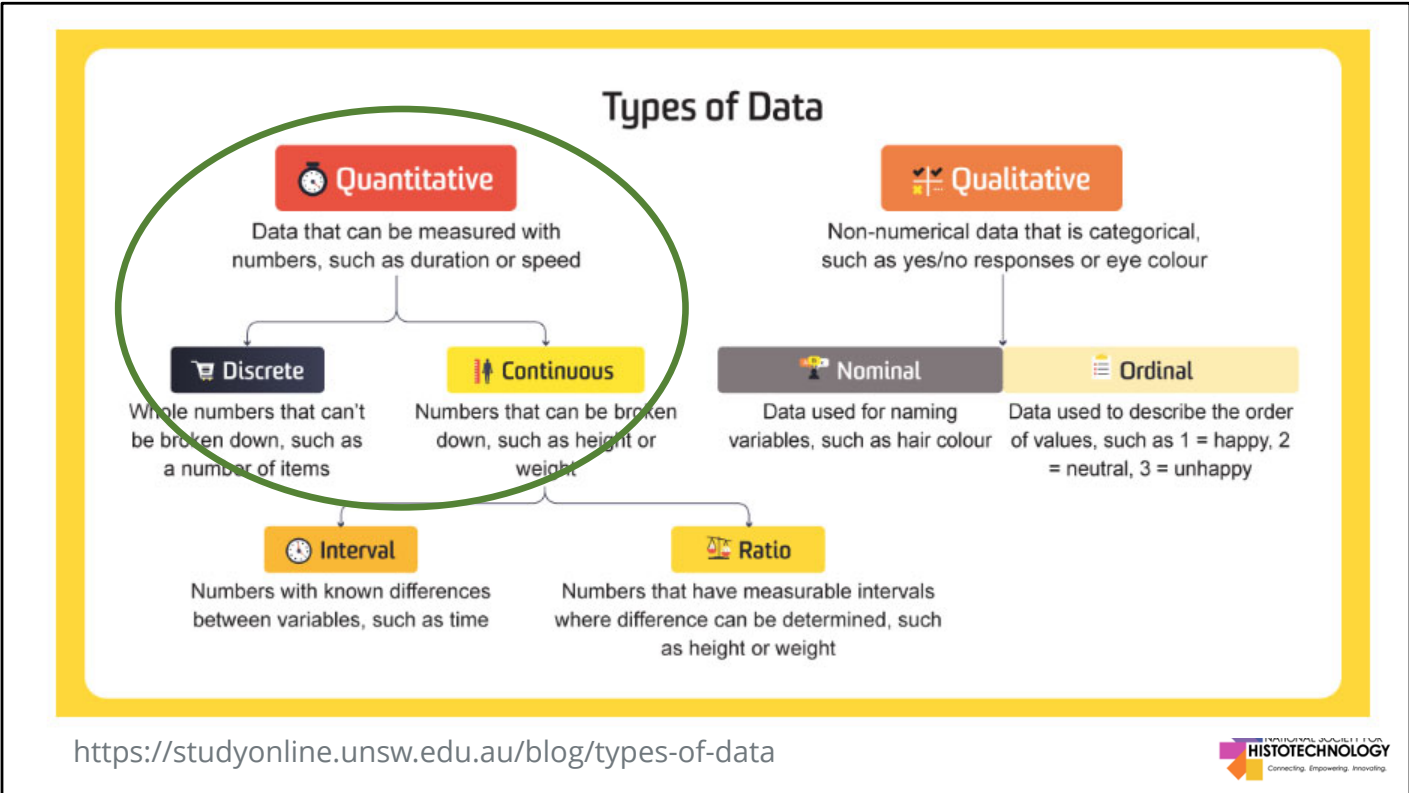 Types of Data
Quantitative
Data that can be measured with
numbers, such as duration or speed
Qualitative
Non-numerical data that is categorical,
such as yes/no responses or eye colour
Discrete
Whole numbers that can't
be broken down, such as
a number of items
Continuous
Numbers that can be broken
down, such as height or
weight
Nominal
Data used for naming
variables, such as hair colour
Ordinal
Data used to describe the order
of values, such as 1 = happy, 2
= neutral, 3 = unhappy
Interval
Numbers with known differences
between variables, such as time
Ratio
Numbers that have measurable intervals
where difference can be determined, such
as height or weight
https://studyonline.unsw.edu.au/blog/types-of-data
NATIONAL SOCIETY FOR
HISTOTECHNOLOGY
Connecting. Empowering. Innovating.